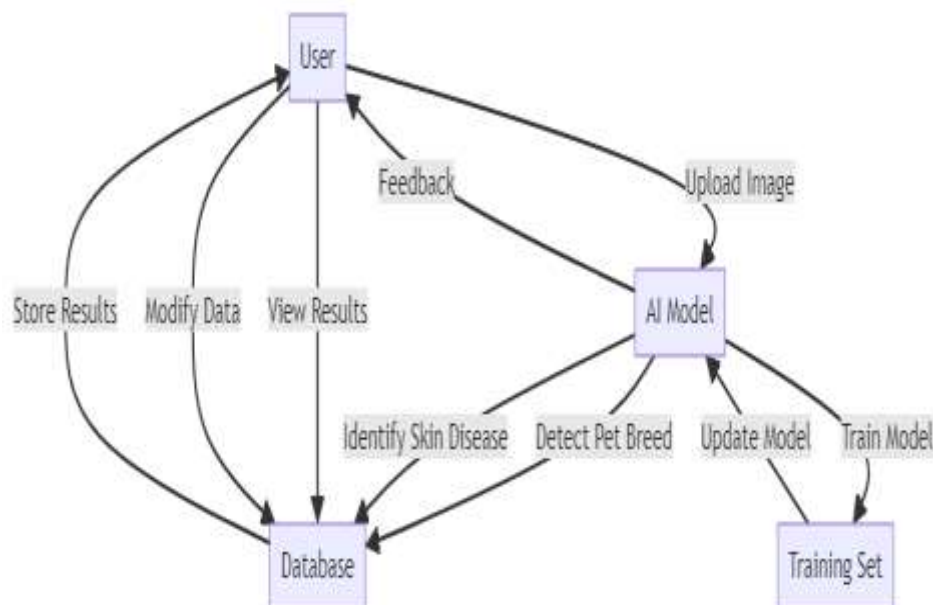 User
Feedback
Upload Image
Store Results
Modify Data
View Results
AI Model
Identify Skin Disease
Detect Pet Breed
Update Model
Train Model
Database
Training Set